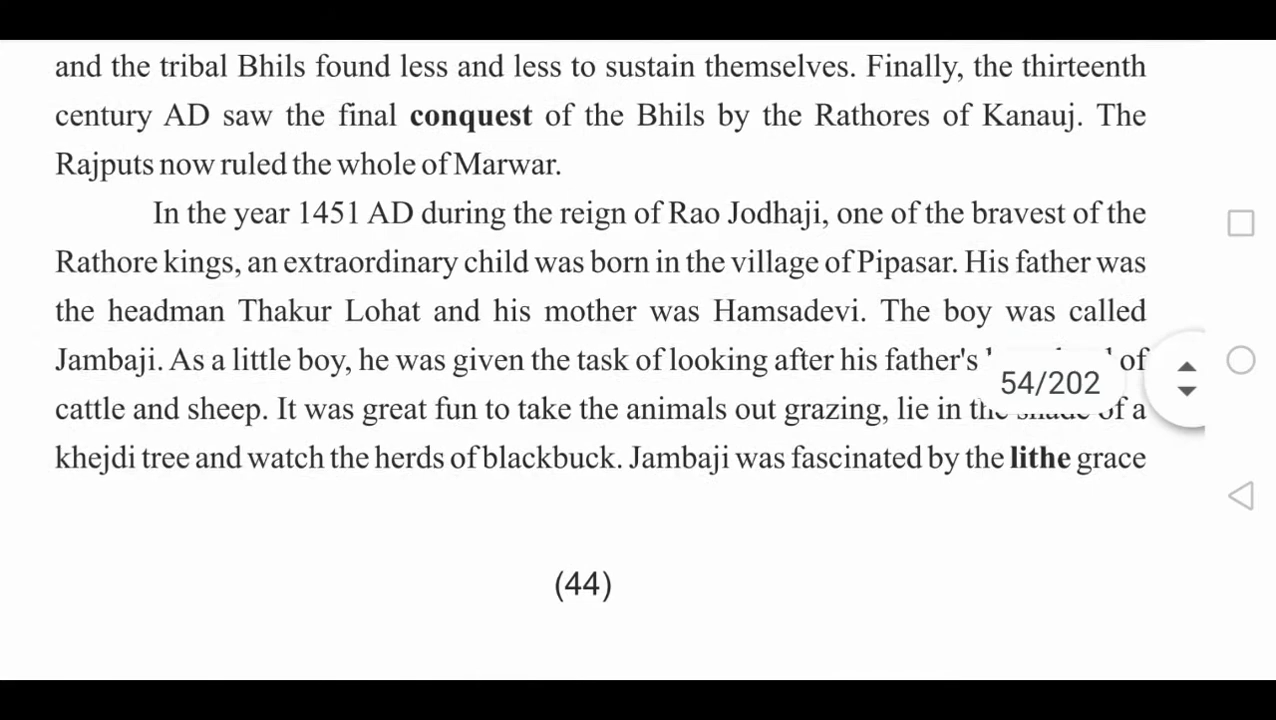 and the tribal Bhils found less and less to sustain themselves. Finally, the thirteenth
century AD saw the final conquest of the Bhils by the Rathores of Kanauj. The
Rajputs now ruled the whole of Marwar.
In the year 1451 AD during the reign of Rao Jodhaji, one of the bravest of the
Rathore kings, an extraordinary child was born in the village of Pipasar. His father was
the headman Thakur Lohat and his mother was Hamsadevi. The boy was called
Jambaji. As a little boy, he was given the task of looking after his father's of
54/202
cattle and sheep. It was great fun to take the animals out grazing, lie in the shade of a
khejdi tree and watch the herds of blackbuck. Jambaji was fascinated by the lithe grace
(44)